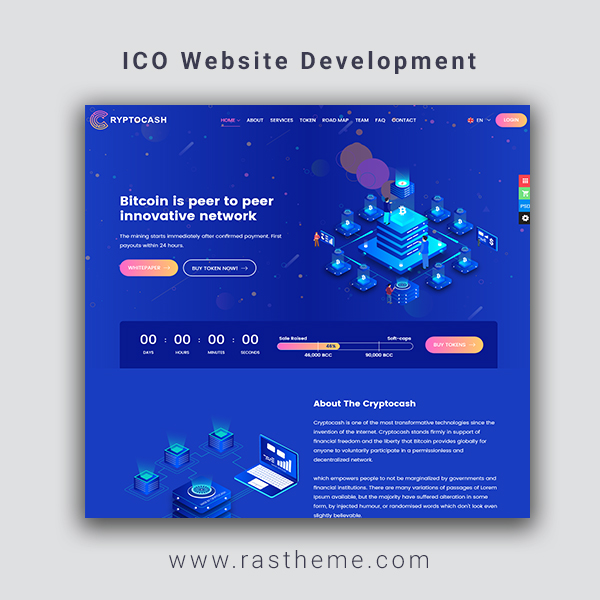 ICO Website Development
CRYPTOCASH
HOME ABOUT SERVICES TOKEN ROAD MAP TEAM FAQ CONTACT EN LOGIN
Bitcoin is peer to peer
innovative network
The mining starts immediately after confirmed payment. First
payouts within 24 hours.
WHITEPAPER BUY TOKEN NOW!
PSD
00 : 00 : 00 : 00
DAYS HOURS MINUTES SECONDS
Sale Raised Soft-caps
46%
46,000 BCC 90,000 BCC
BUY TOKENS
About The Cryptocash
Cryptocash is one of the most transformative technologies since the
invention of the Internet. Cryptocash stands firmly in support of
financial freedom and the liberty that Bitcoin provides globally for
anyone to voluntarily participate in a permissionless and
decentralized network.
which empowers people to not be marginalized by governments and
financial institutions. There are many variations of passages of Lorem
Ipsum available, but the majority have suffered alteration in some
form, by injected humour, or randomised words which don't look even
slightly believable.
www.rastheme.com